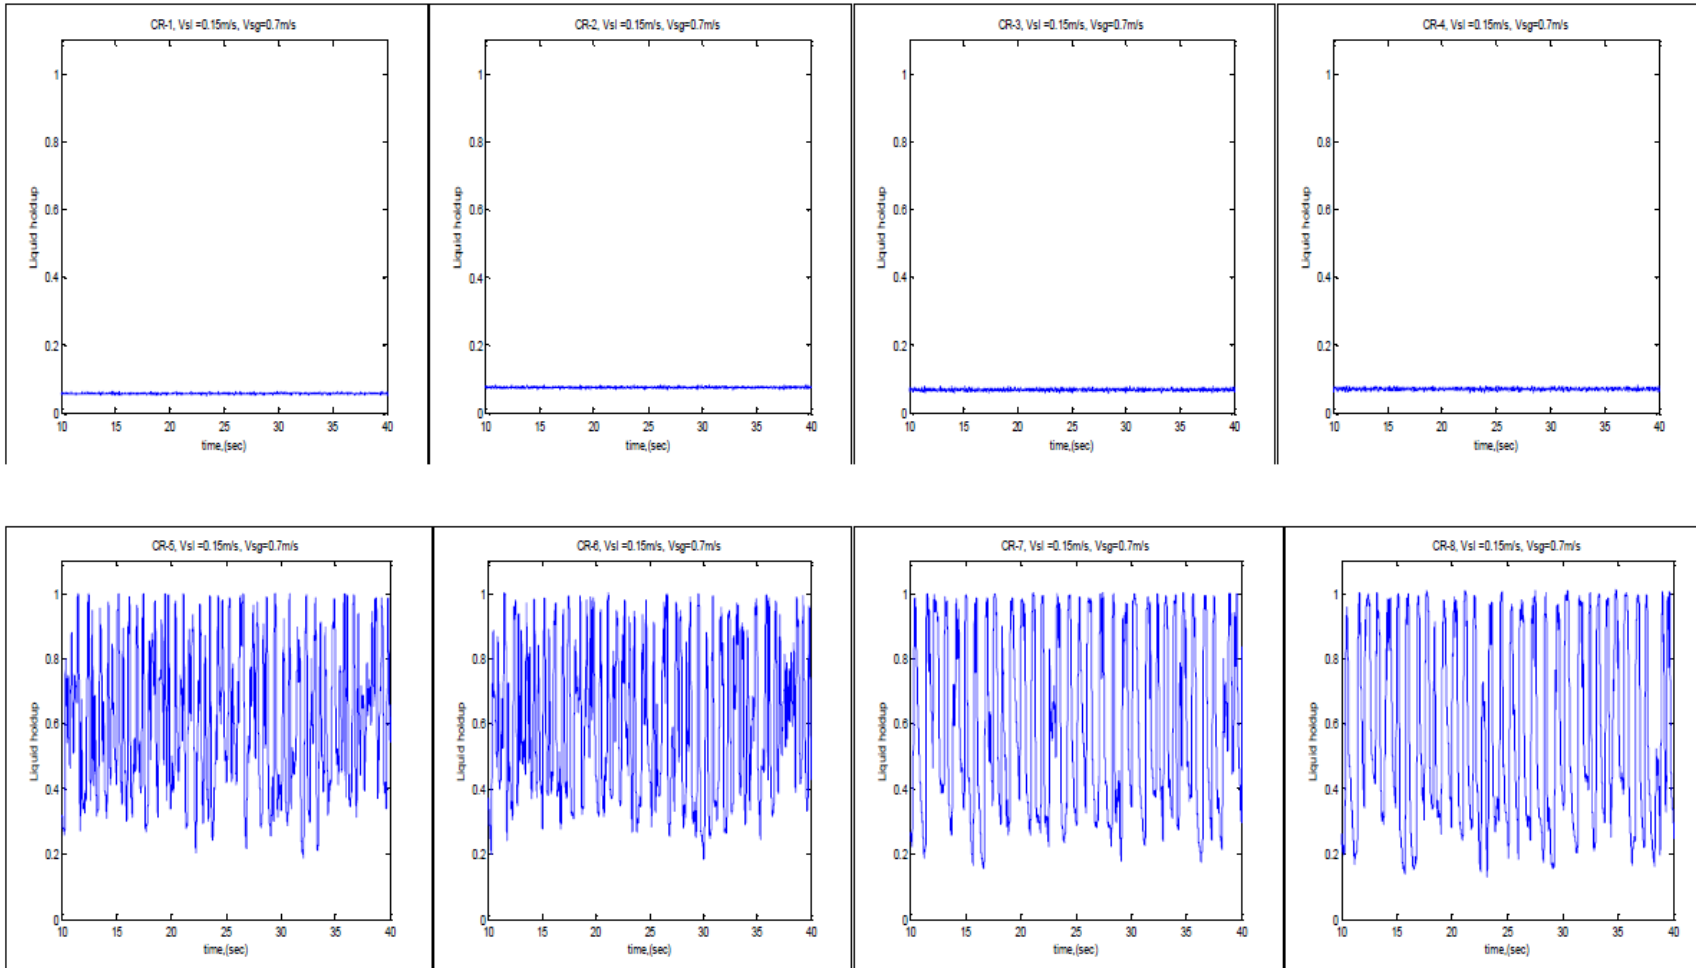 CR-1, Vsl =0.15m/s, Vsg=0.7m/s
1
0.8
0.6
0.4
0.2
0
Liquid holdup
10 15 20 25 30 35 40
time,(sec)
CR-2, Vsl =0.15m/s, Vsg=0.7m/s
1
0.8
0.6
0.4
0.2
0
Liquid holdup
10 15 20 25 30 35 40
time,(sec)
CR-3, Vsl =0.15m/s, Vsg=0.7m/s
1
0.8
0.6
0.4
0.2
0
Liquid holdup
10 15 20 25 30 35 40
time,(sec)
CR-4, Vsl =0.15m/s, Vsg=0.7m/s
1
0.8
0.6
0.4
0.2
0
Liquid holdup
10 15 20 25 30 35 40
time,(sec)
CR-5, Vsl =0.15m/s, Vsg=0.7m/s
1
0.8
0.6
0.4
0.2
0
Liquid holdup
10 15 20 25 30 35 40
time,(sec)
CR-6, Vsl =0.15m/s, Vsg=0.7m/s
1
0.8
0.6
0.4
0.2
0
Liquid holdup
10 15 20 25 30 35 40
time,(sec)
CR-7, Vsl =0.15m/s, Vsg=0.7m/s
1
0.8
0.6
0.4
0.2
0
Liquid holdup
10 15 20 25 30 35 40
time,(sec)
CR-8, Vsl =0.15m/s, Vsg=0.7m/s
1
0.8
0.6
0.4
0.2
0
Liquid holdup
10 15 20 25 30 35 40
time,(sec)